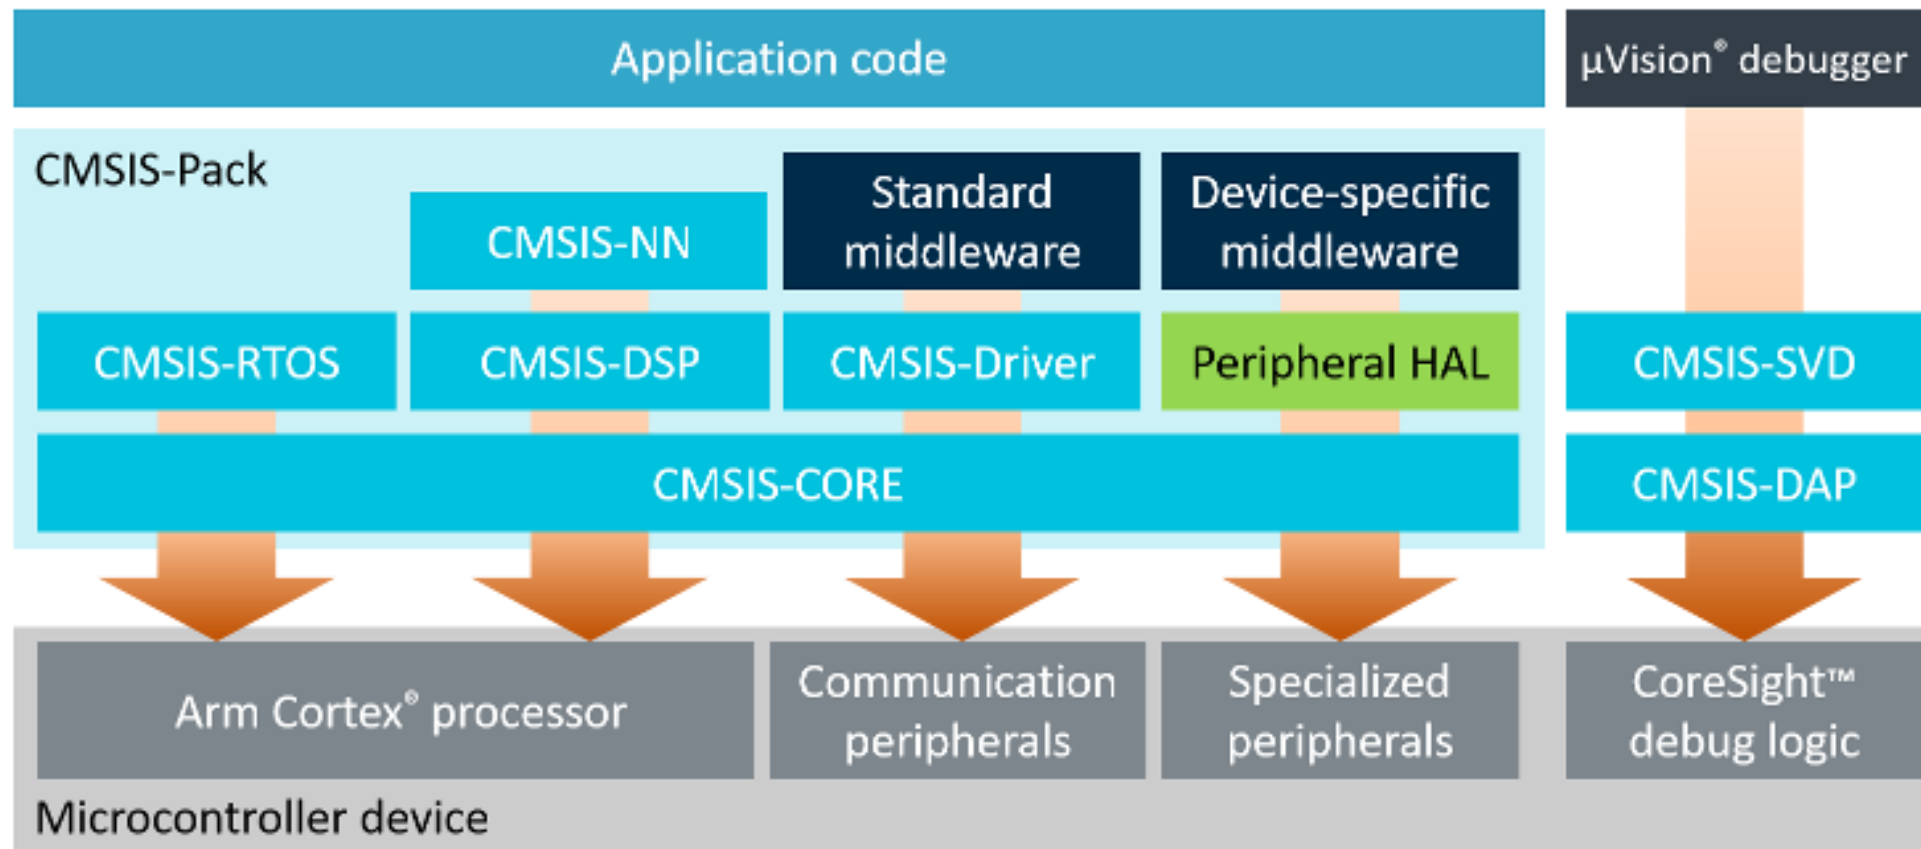 Application code
µVision® debugger
CMSIS-Pack
CMSIS-NN
Standard
middleware
Device-specific
middleware
CMSIS-RTOS
CMSIS-DSP
CMSIS-Driver
Peripheral HAL
CMSIS-SVD
CMSIS-CORE
CMSIS-DAP
Arm Cortex® processor
Communication
peripherals
Specialized
peripherals
CoreSight™
debug logic
Microcontroller device